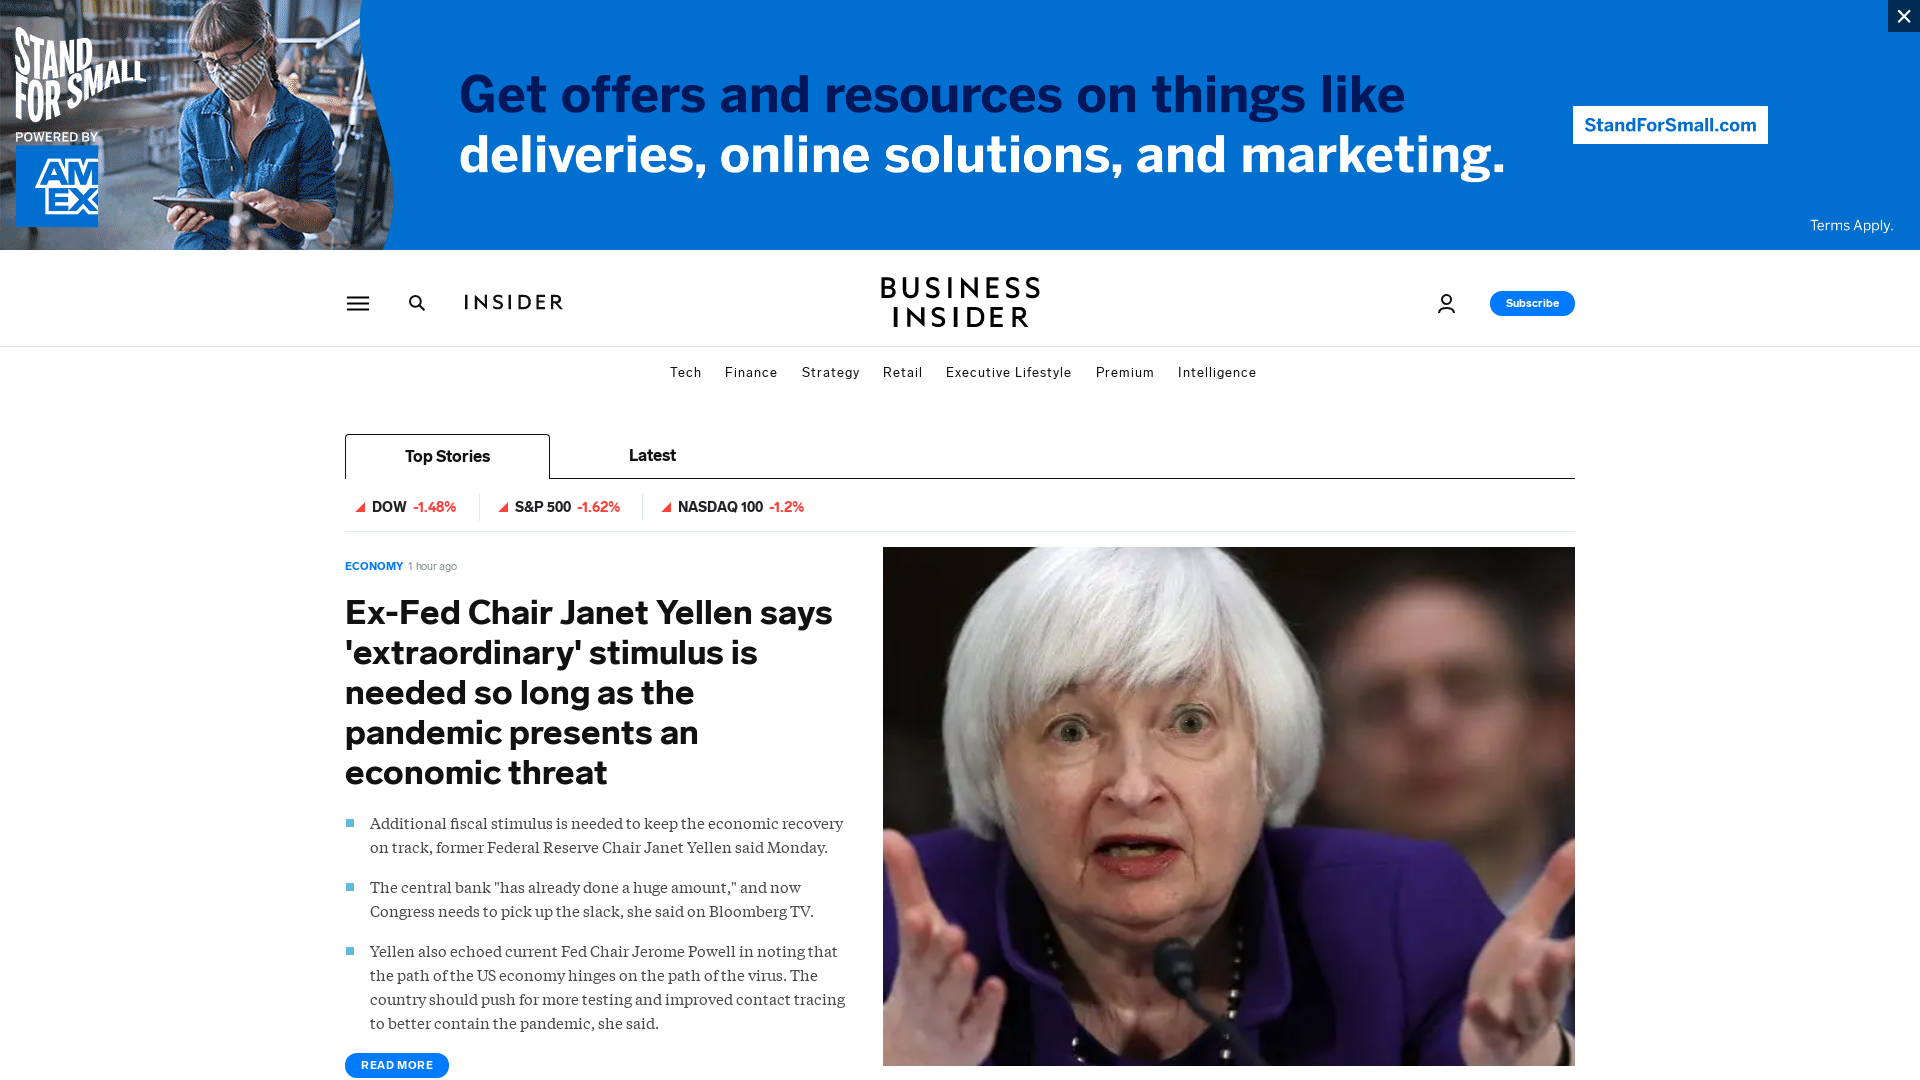 STAND
FOR SMALL
POWERED BY
AM
EX
Get offers and resources on things like
deliveries, online solutions, and marketing.
StandForSmall.com
Terms Apply.
INSIDER
BUSINESS
INSIDER
Subscribe
Tech Finance Strategy Retail Executive Lifestyle Premium Intelligence
Top Stories Latest
DOW -1.48% S&P 500 -1.62% NASDAQ 100 -1.2%
ECONOMY 1 hour ago
Ex-Fed Chair Janet Yellen says
'extraordinary' stimulus is
needed so long as the
pandemic presents an
economic threat
Additional fiscal stimulus is needed to keep the economic recovery
on track, former Federal Reserve Chair Janet Yellen said Monday.
The central bank "has already done a huge amount," and now
Congress needs to pick up the slack, she said on Bloomberg TV.
Yellen also echoed current Fed Chair Jerome Powell in noting that
the path of the US economy hinges on the path of the virus. The
country should push for more testing and improved contact tracing
to better contain the pandemic, she said.
READ MORE